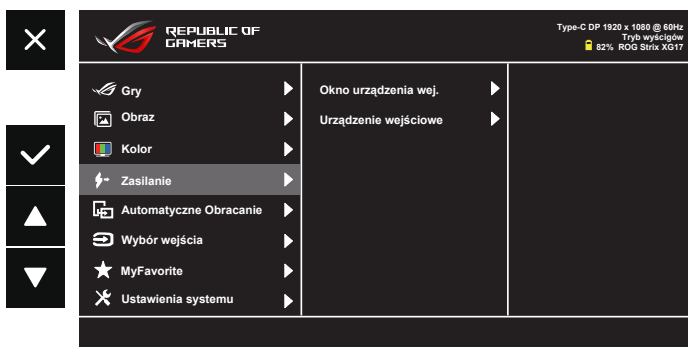 REPUBLIC OF
GAMERS
Type-C DP 1920 x 1080 @ 60Hz
Tryb wyścigów
82% ROG Strix XG17
Gry
Obraz
Kolor
Zasilanie
Automatyczne Obracanie
Wybór wejścia
MyFavorite
Ustawienia systemu
Okno urządzenia wej.
Urządzenie wejściowe